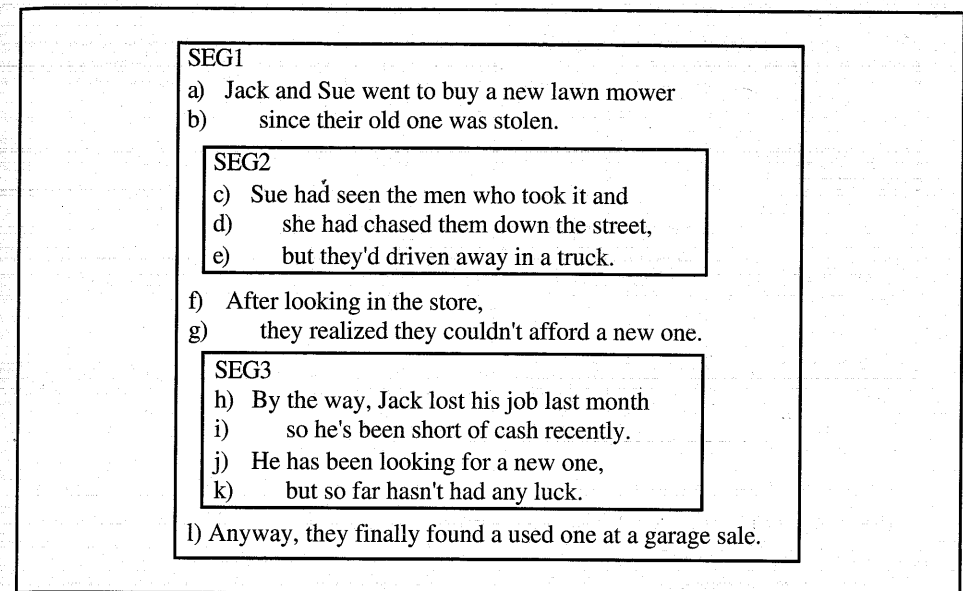 SEG1
a) Jack and Sue went to buy a new lawn mower
b) since their old one was stolen.
SEG2
c) Sue had seen the men who took it and
d) she had chased them down the street,
e) but they'd driven away in a truck.
f) After looking in the store,
g) they realized they couldn't afford a new one.
SEG3
h) By the way, Jack lost his job last month
i) so he's been short of cash recently.
j) He has been looking for a new one,
k) but so far hasn't had any luck.
l) Anyway, they finally found a used one at a garage sale.